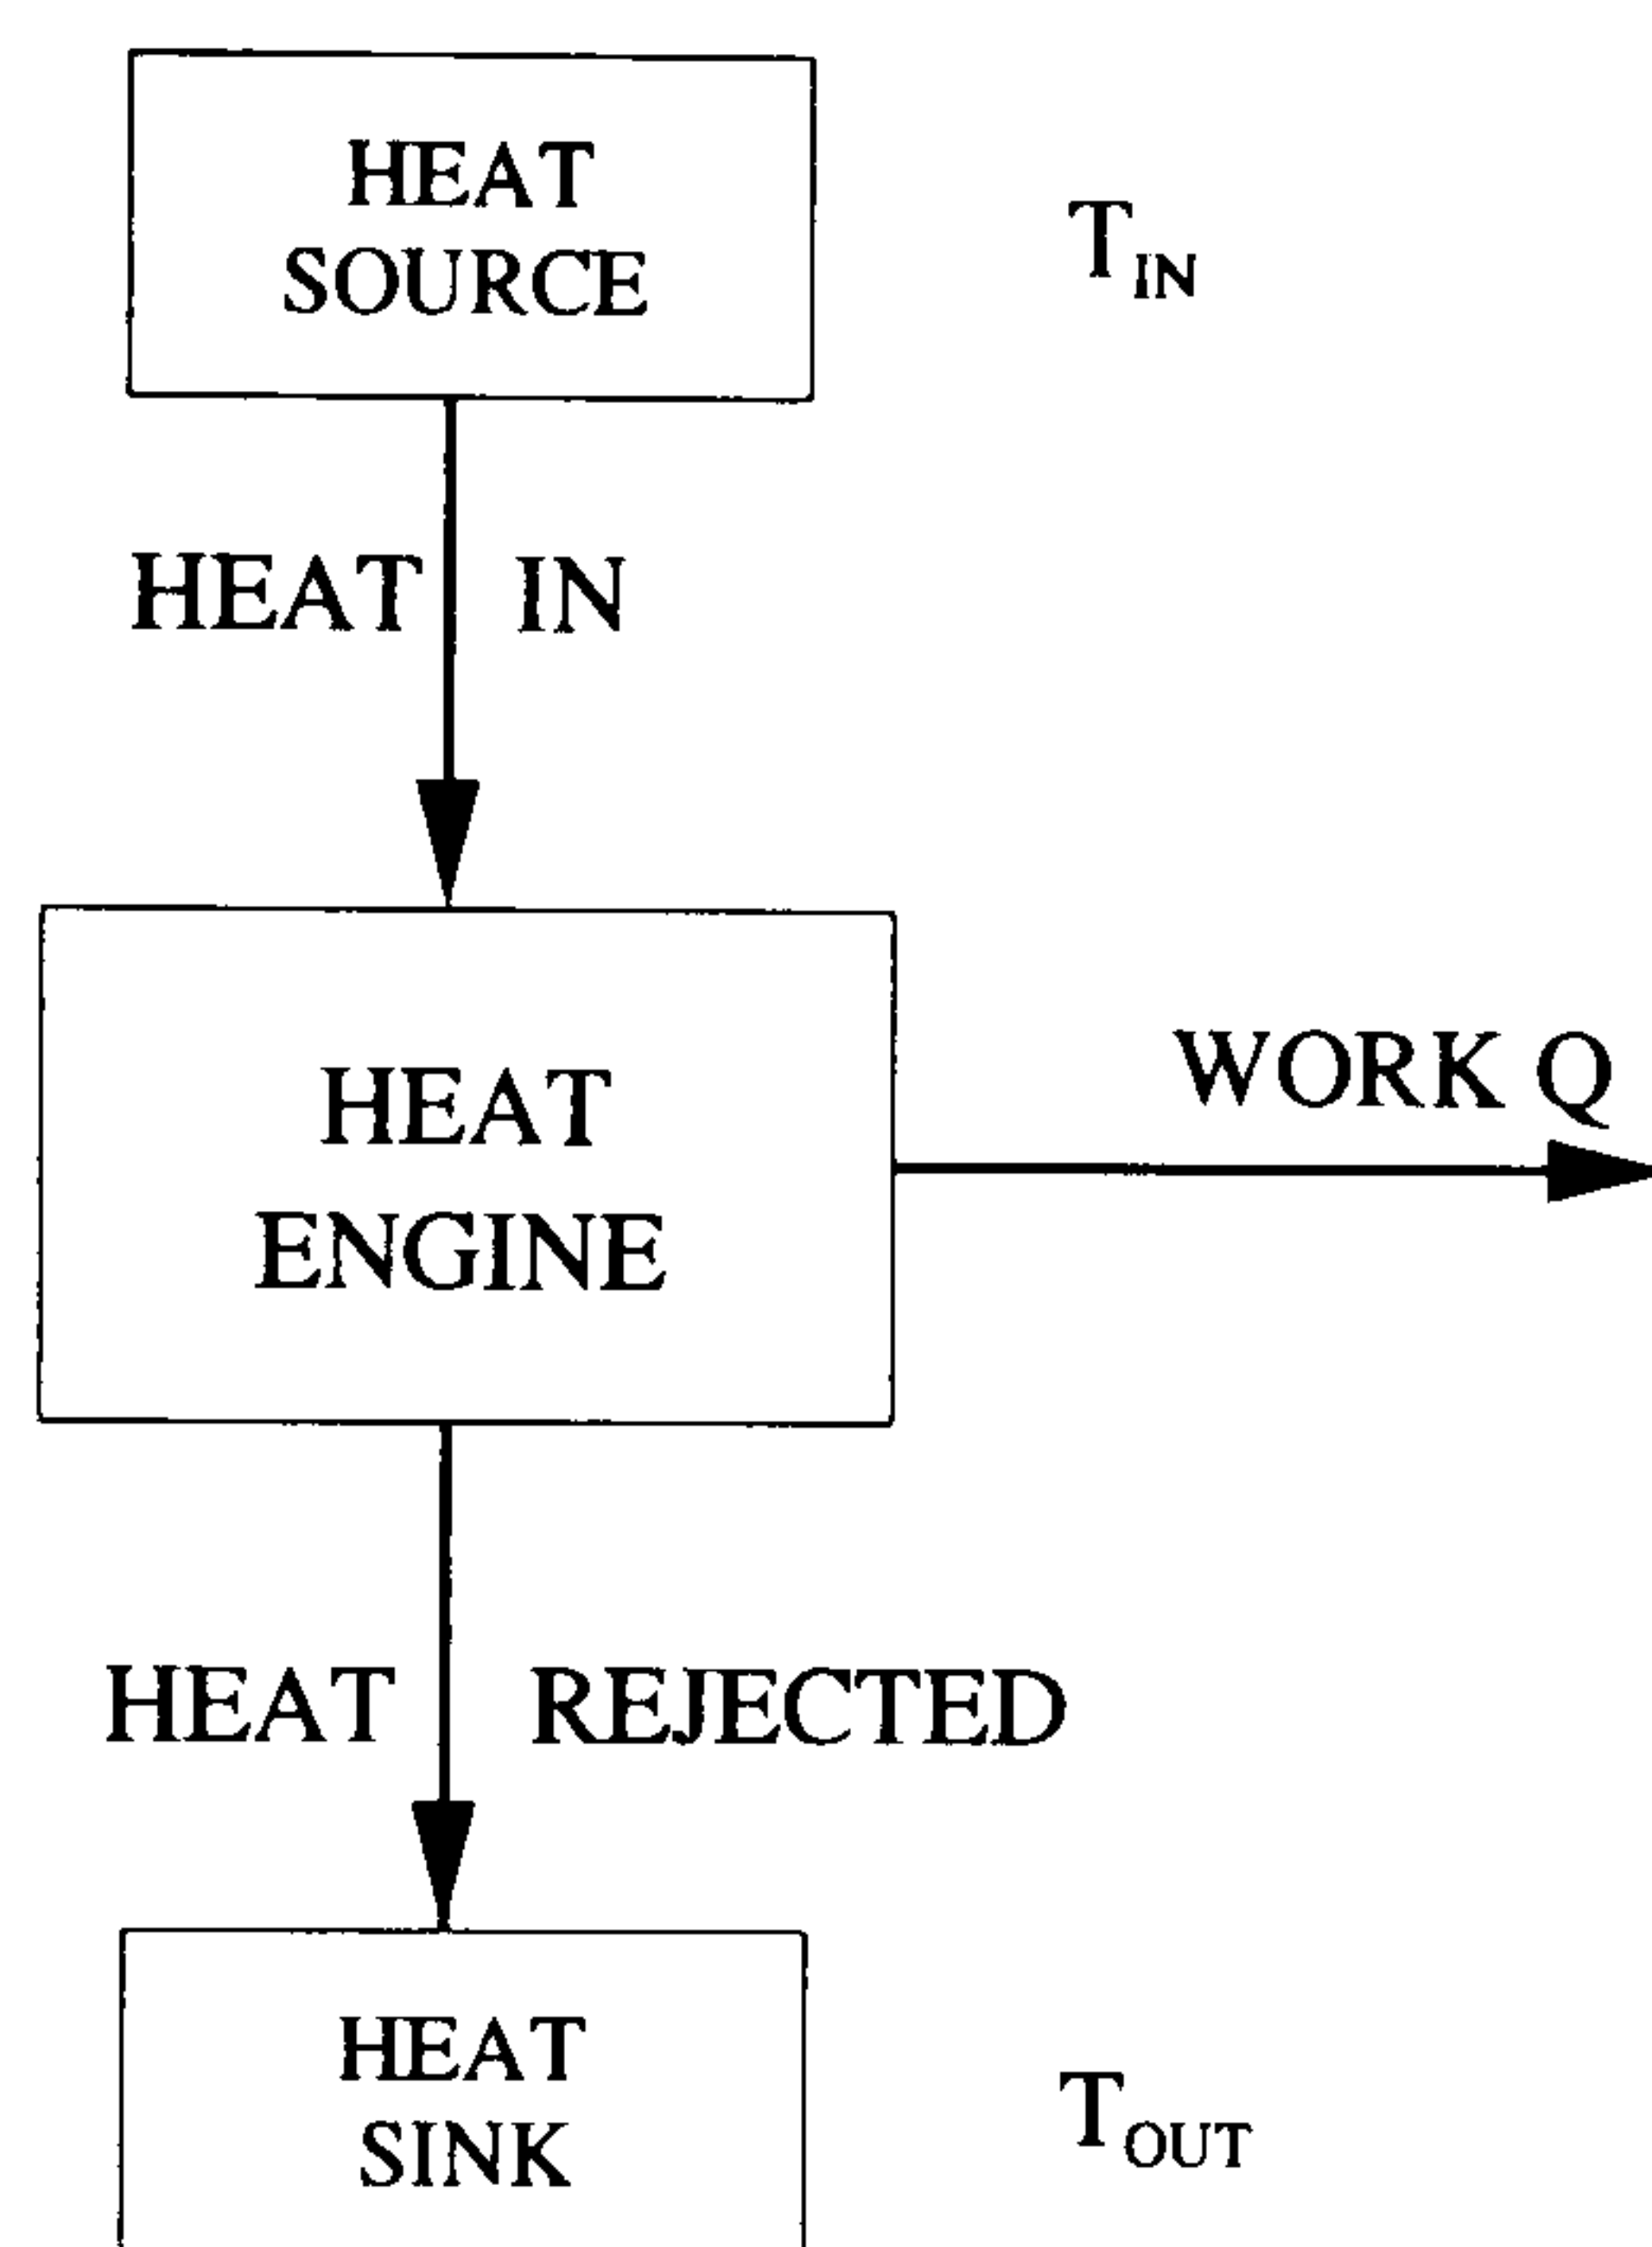 HEAT
SOURCE
T_IN
HEAT IN
HEAT
ENGINE
WORK Q
HEAT REJECTED
HEAT
SINK
T_OUT